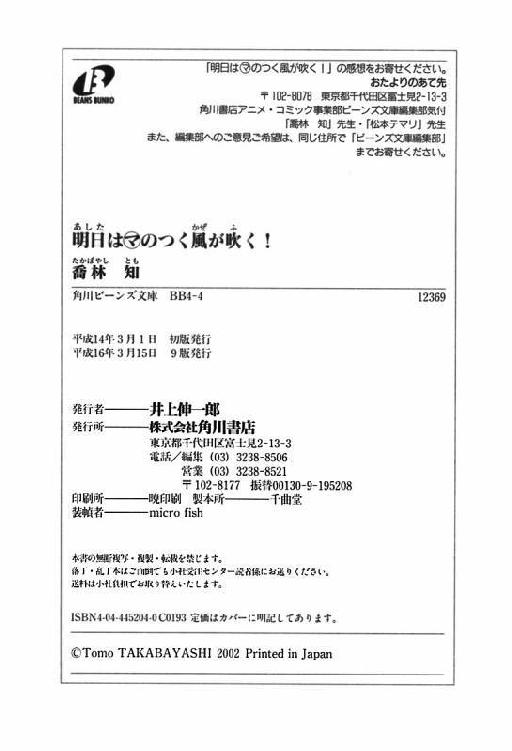 BEANS BUNKO
「明日は㋮のつく風が吹く！」の感想をお寄せください。
おたよりのあて先
〒102-8078　東京都千代田区富士見2-13-3
角川書店アニメ・コミック事業部ビーンズ文庫編集部気付
「喬林　知」先生・「松本テマリ」先生
また、編集部へのご意見ご希望は、同じ住所で「ビーンズ文庫編集部」
までお寄せください。
あした　かぜ　ふ
明日は㋮のつく風が吹く！
たかばやし　とも
喬林　知
角川ビーンズ文庫　BB4-4　12369
平成14年3月1日　初版発行
平成16年3月15日　9版発行
発行者―――井上伸一郎
発行所―――株式会社角川書店
東京都千代田区富士見2-13-3
電話／編集（03）3238-8506
営業（03）3238-8521
〒102-8177　振替00130-9-195208
印刷所―――暁印刷　製本所―――千曲堂
装幀者―――micro fish
本書の無断複写・複製・転載を禁じます。
落丁・乱丁本はご面倒でも小社受注センター読者係にお送りください。
送料は小社負担でお取り替えいたします。
ISBN4-04-445204-0 C0193 定価はカバーに明記してあります。
©Tomo TAKABAYASHI 2002 Printed in Japan